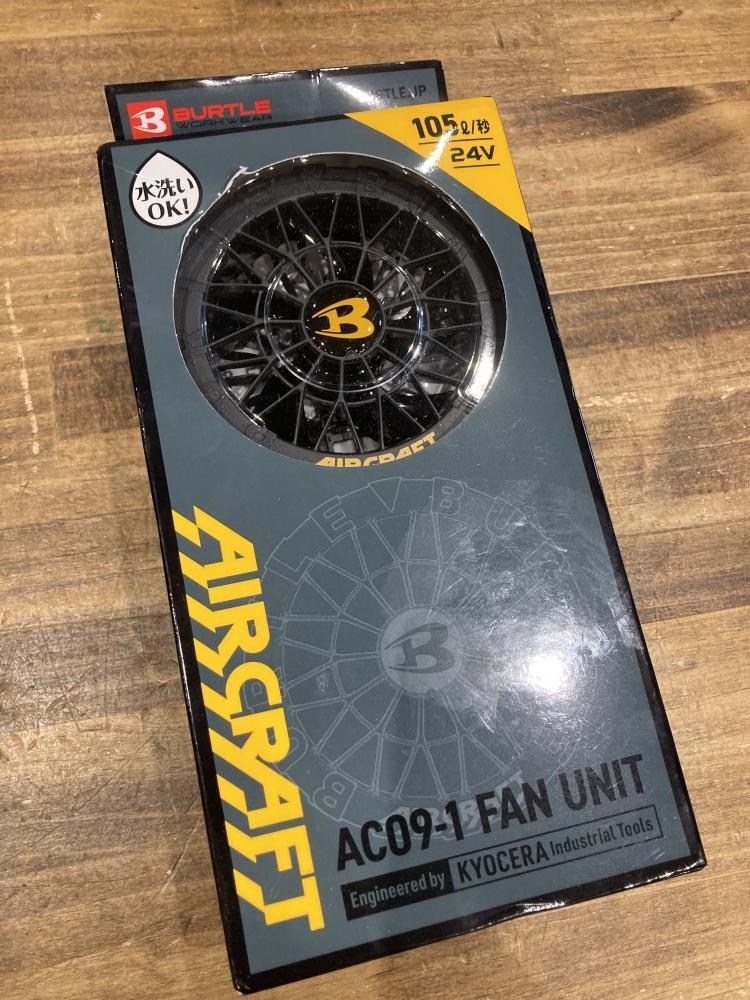 BURTLE
WORKWEAR
105ℓ/秒
24V
水洗い
OK!
B
AIRCRAFT
AIRCRAFT
B
AC09-1 FAN UNIT
Engineered by KYOCERA Industrial Tools